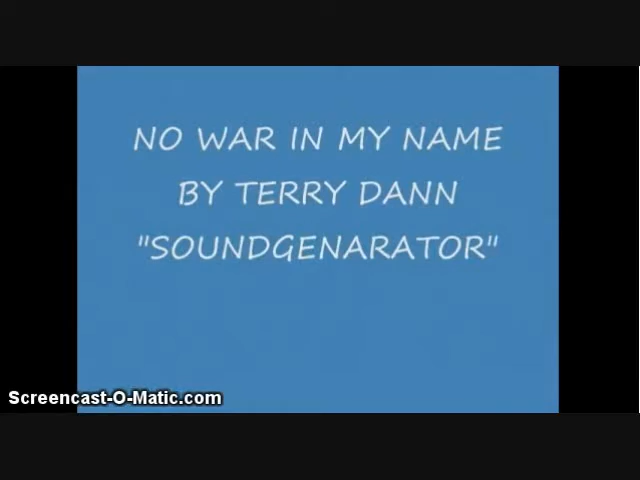 NO WAR IN MY NAME
BY TERRY DANN
"SOUNDGENARATOR"
Screencast-O-Matic.com